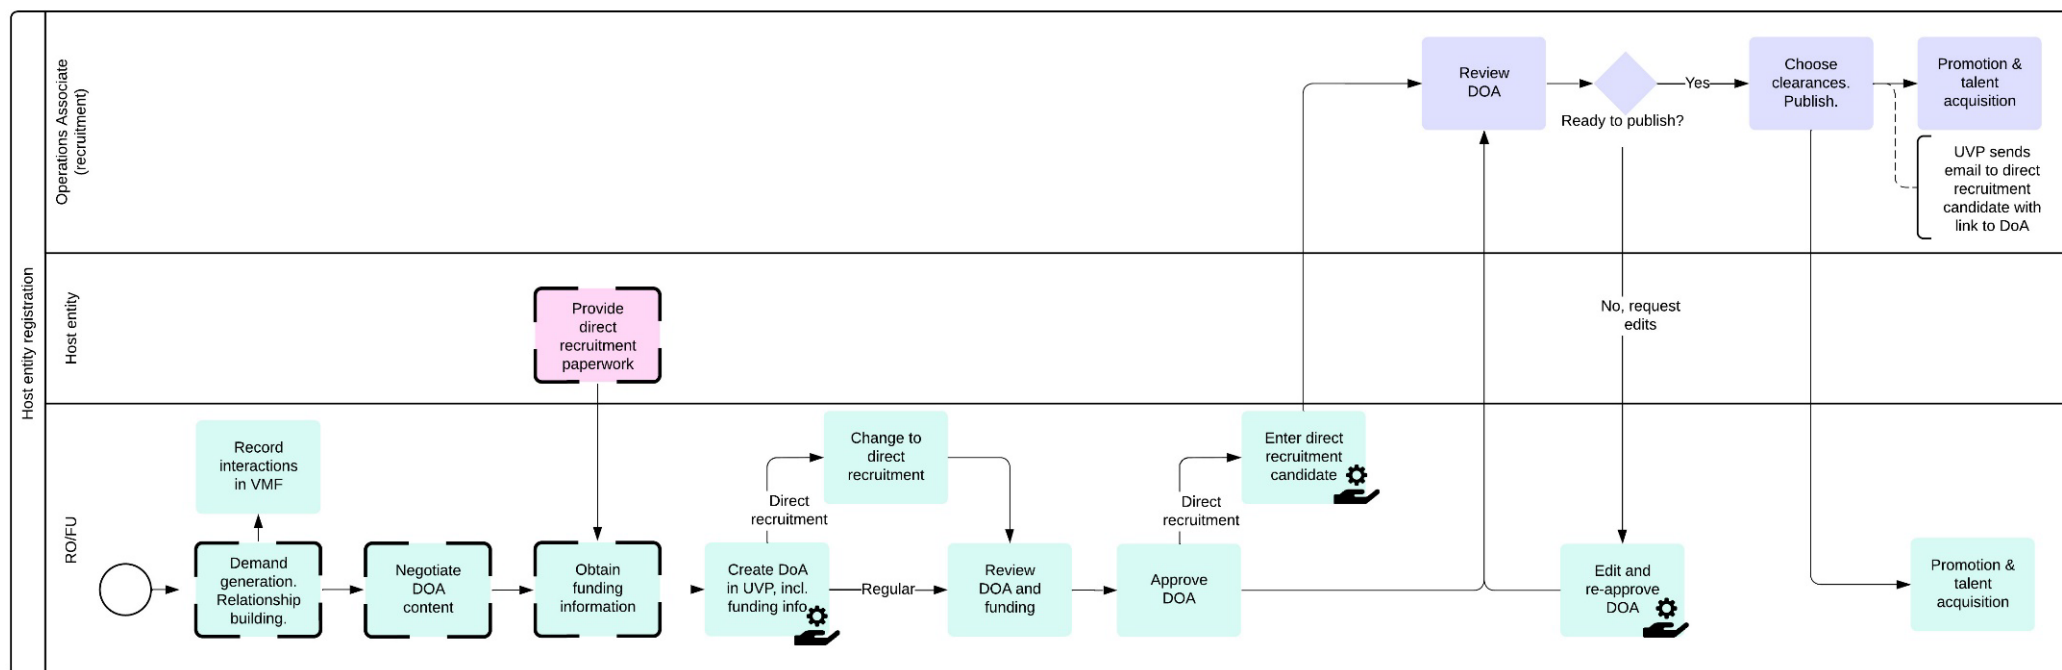 Host entity registration
Operations Associate
(recruitment)
Review
DOA
Ready to publish?
Yes
Choose
clearances.
Publish.
Promotion &
talent
acquisition
UVP sends
email to direct
recruitment
candidate with
link to DoA
Host entity
Provide
direct
recruitment
paperwork
No, request
edits
RO/FU
Record
interactions
in VMF
Demand
generation.
Relationship
building.
Negotiate
DOA
content
Obtain
funding
information
Create DoA
in UVP, incl.
funding info.
Direct
recruitment
Change to
direct
recruitment
Regular
Review
DOA and
funding
Approve
DOA
Direct
recruitment
Enter direct
recruitment
candidate
Edit and
re-approve
DOA
Promotion &
talent
acquisition